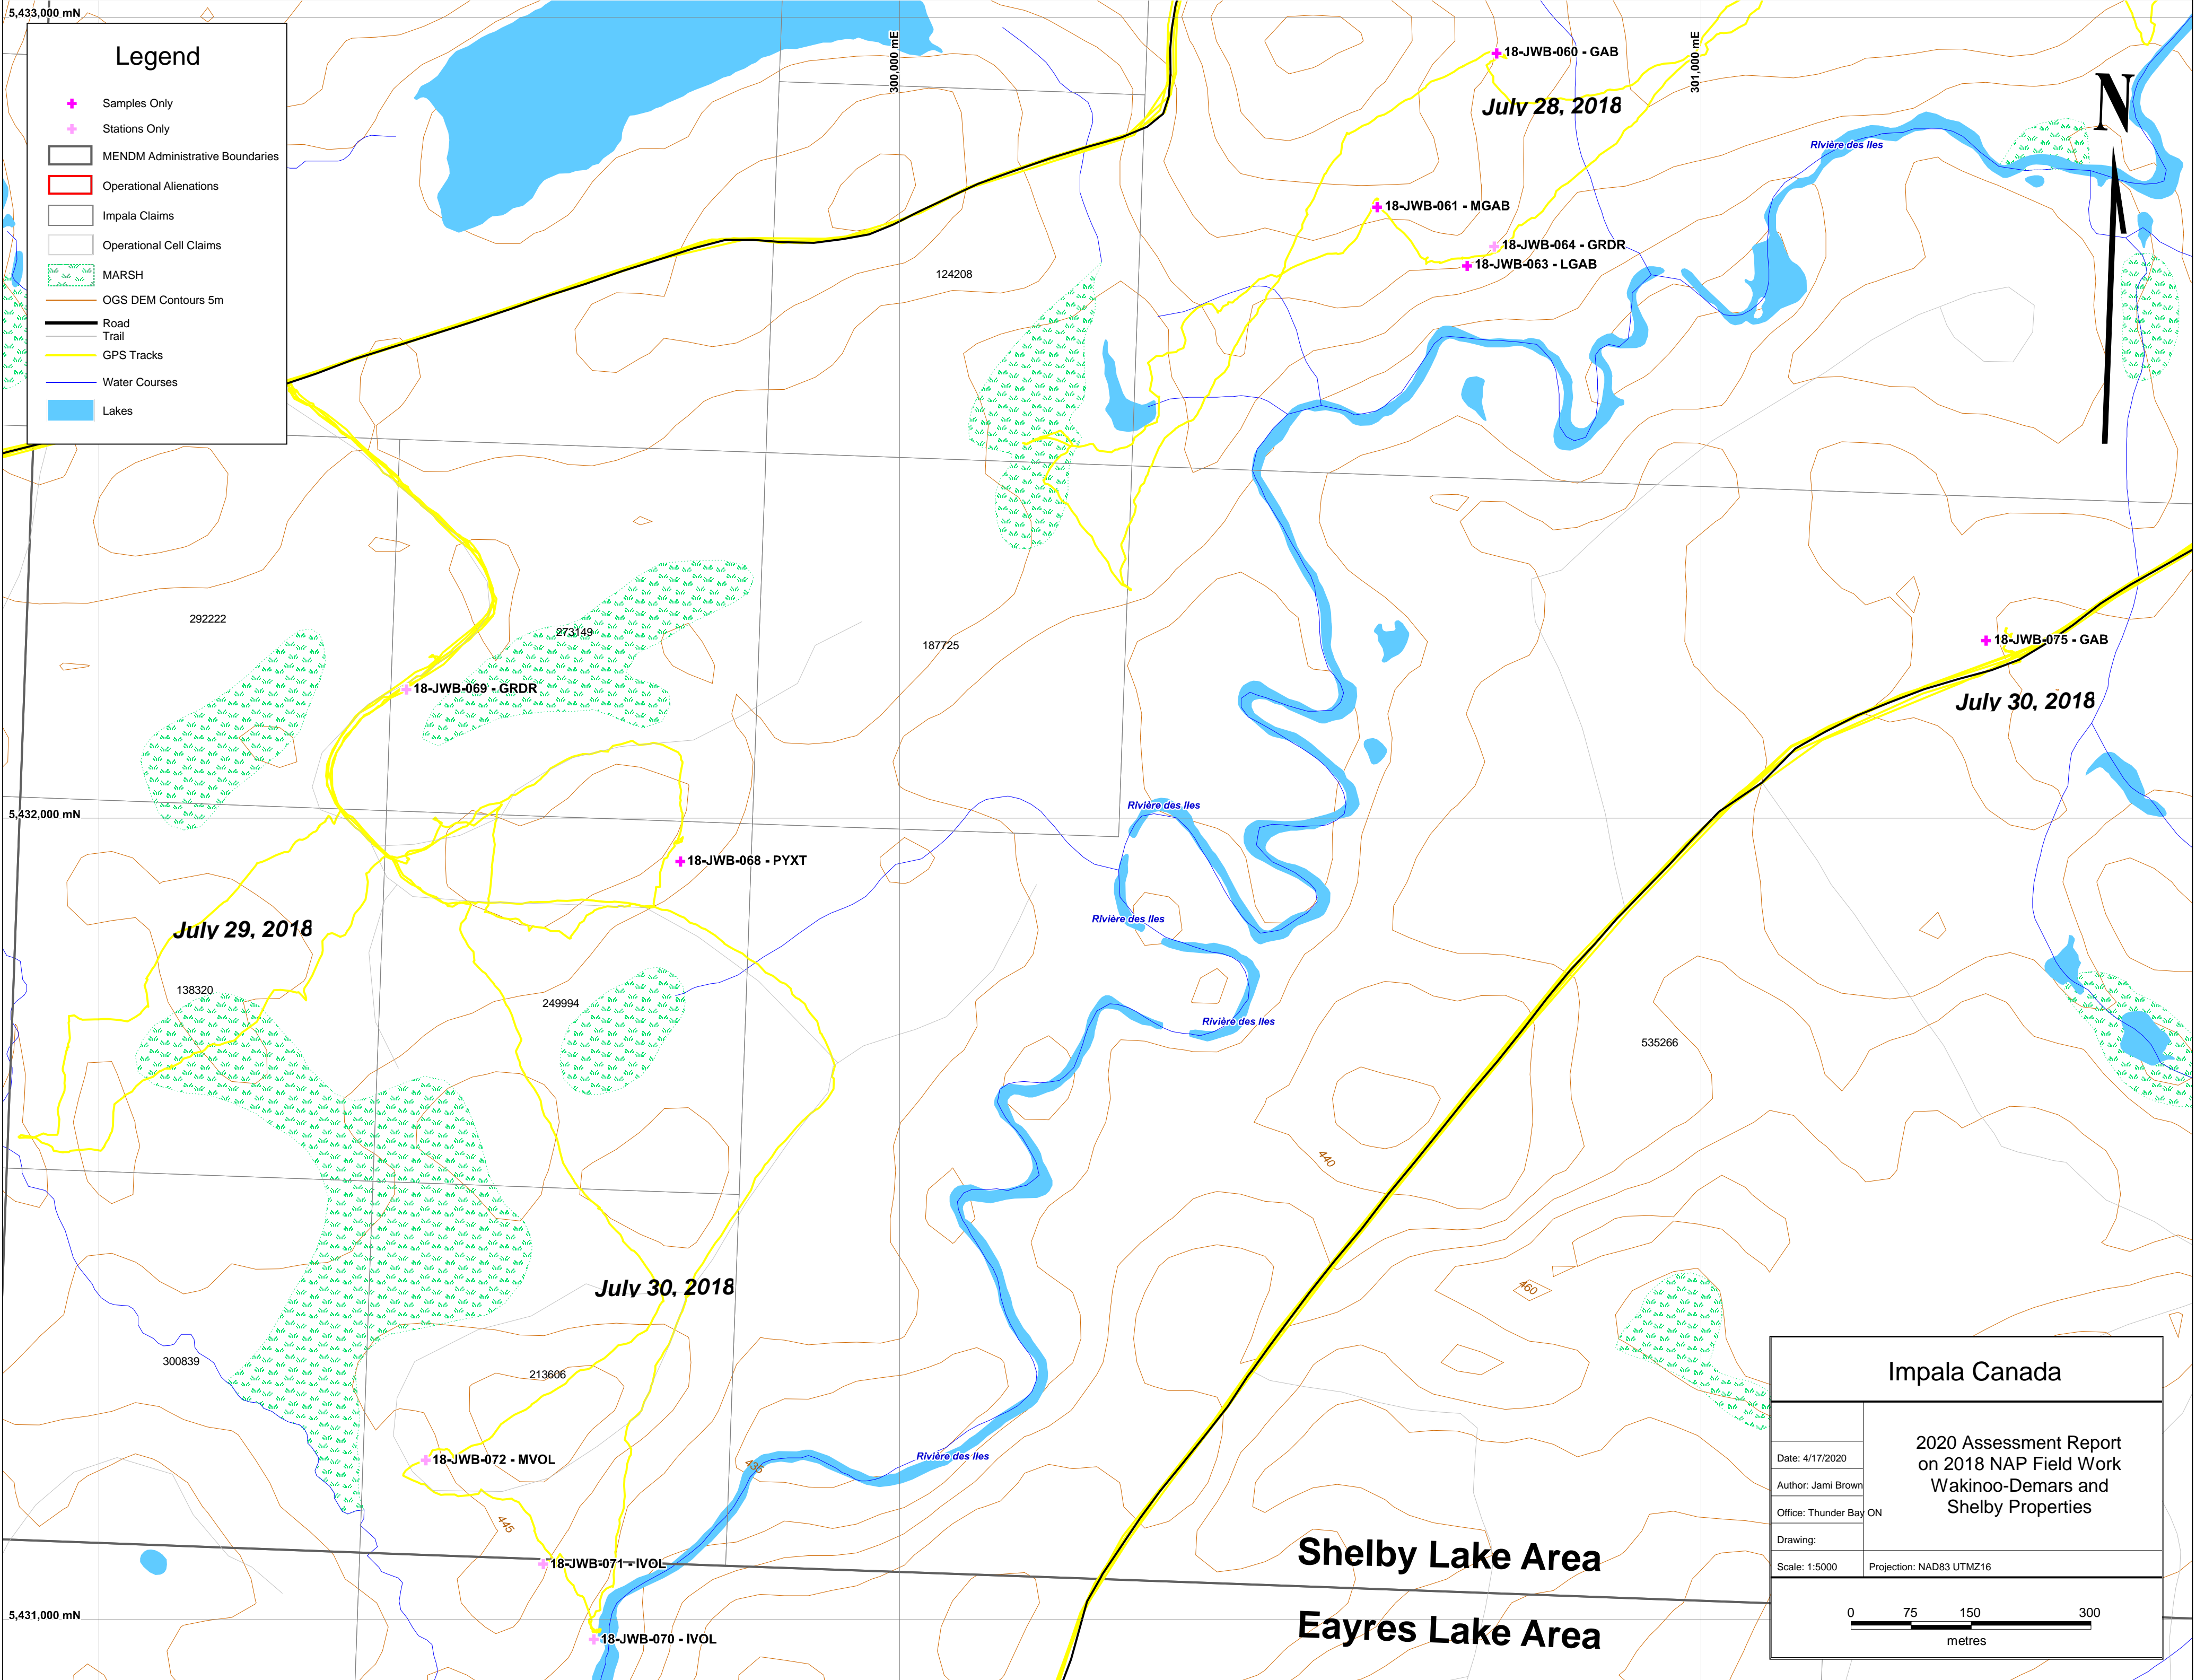 5,433,000 mN
Legend
Samples Only
Stations Only
MENDM Administrative Boundaries
Operational Alienations
Impala Claims
Operational Cell Claims
MARSH
OGS DEM Contours 5m
Road
Trail
GPS Tracks
Water Courses
Lakes
300,000 mE
301,000 mE
18-JWB-060 - GAB
July 28, 2018
N
Rivière des Iles
18-JWB-061 - MGAB
18-JWB-064 - GRDR
18-JWB-063 - LGAB
124208
292222
273149
187725
18-JWB-075 - GAB
18-JWB-069 - GRDR
July 30, 2018
Rivière des Iles
5,432,000 mN
18-JWB-068 - PYXT
Rivière des Iles
July 29, 2018
138320
249994
Rivière des Iles
535266
440
July 30, 2018
460
300839
213606
18-JWB-072 - MVOL
Rivière des Iles
435
445
18-JWB-071 - IVOL
Shelby Lake Area
5,431,000 mN
Eayres Lake Area
18-JWB-070 - IVOL
Impala Canada
2020 Assessment Report
on 2018 NAP Field Work
Wakinoo-Demars and
Shelby Properties
Date: 4/17/2020
Author: Jami Brown
Office: Thunder Bay ON
Drawing:
Scale: 1:5000
Projection: NAD83 UTMZ16
0 75 150 300
metres